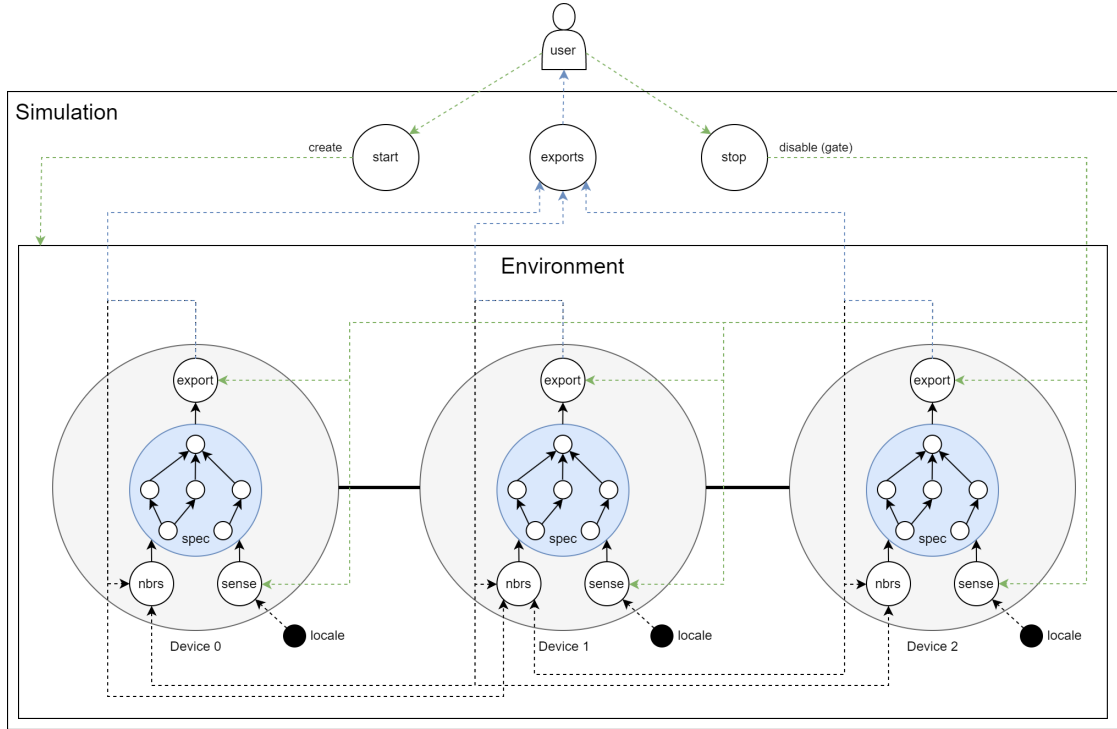 user
Simulation
create
start
exports
stop
disable (gate)
Environment
export
export
export
spec
spec
spec
nbrs
sense
nbrs
sense
nbrs
sense
locale
locale
locale
Device 0
Device 1
Device 2